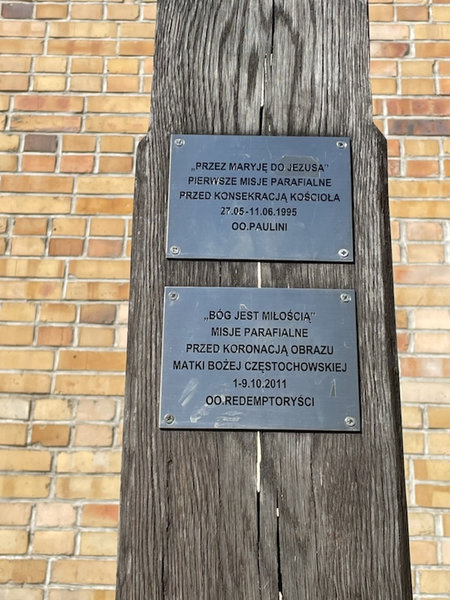 „PRZEZ MARYJĘ DO JEZUSA"
PIERWSZE MISJE PARAFIALNE
PRZED KONSEKRACJĄ KOŚCIOŁA
27.05-11.06.1995
OO.PAULINI
„BÓG JEST MIŁOŚCIĄ"
MISJE PARAFIALNE
PRZED KORONACJĄ OBRAZU
MATKI BOŻEJ CZĘSTOCHOWSKIEJ
1-9.10.2011
OO.REDEMPTORYŚCI